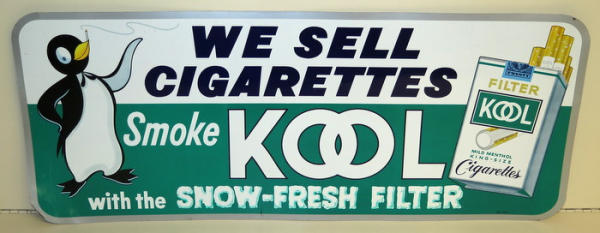 WE SELL
CIGARETTES
Smoke KOOL
with the SNOW-FRESH FILTER
FILTER
KOOL
MILD MENTHOL
KING-SIZE
Cigarettes